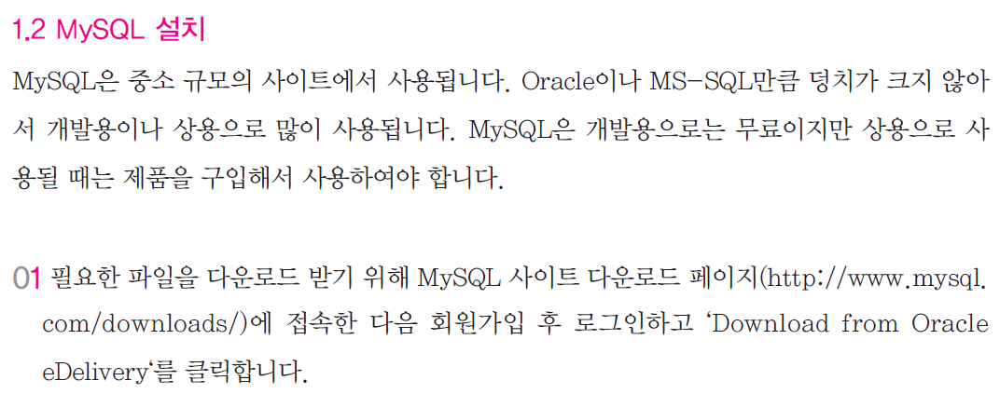 1.2 MySQL 설치
MySQL은 중소 규모의 사이트에서 사용됩니다. Oracle이나 MS-SQL만큼 덩치가 크지 않아
서 개발용이나 상용으로 많이 사용됩니다. MySQL은 개발용으로는 무료이지만 상용으로 사
용될 때는 제품을 구입해서 사용하여야 합니다.
01 필요한 파일을 다운로드 받기 위해 MySQL 사이트 다운로드 페이지(http://www.mysql.
com/downloads/)에 접속한 다음 회원가입 후 로그인하고 ‘Download from Oracle
eDelivery‘를 클릭합니다.